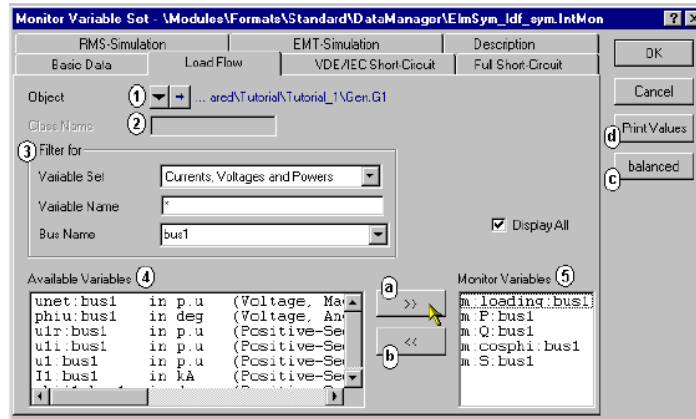 Monitor Variable Set - \Modules\Formats\Standard\DataManager\ElmSym_ldf_sym.IntMon
RMS-Simulation EMT-Simulation Description
Basic Data Load Flow VDE/IEC Short-Circuit Full Short-Circuit
OK
Cancel
Print Values
d
balanced
c
Object 1 ... ared\Tutorial\Tutorial_1\Gen.G1
Class Name 2
3 Filter for
Variable Set Currents, Voltages and Powers
Variable Name *
Bus Name bus1
Display All
Available Variables 4
unet:bus1 in p.u (Voltage, Ma
phiu:bus1 in deg (Voltage, An
u1r:bus1 in p.u (Positive-Se
u1i:bus1 in p.u (Positive-Se
u1:bus1 in p.u (Positive-Se
I1:bus1 in kA (Positive-Se
a
>>
<<
b
Monitor Variables 5
m:loading:bus1
m:P:bus1
m:Q:bus1
m:cosphi:bus1
m:S:bus1